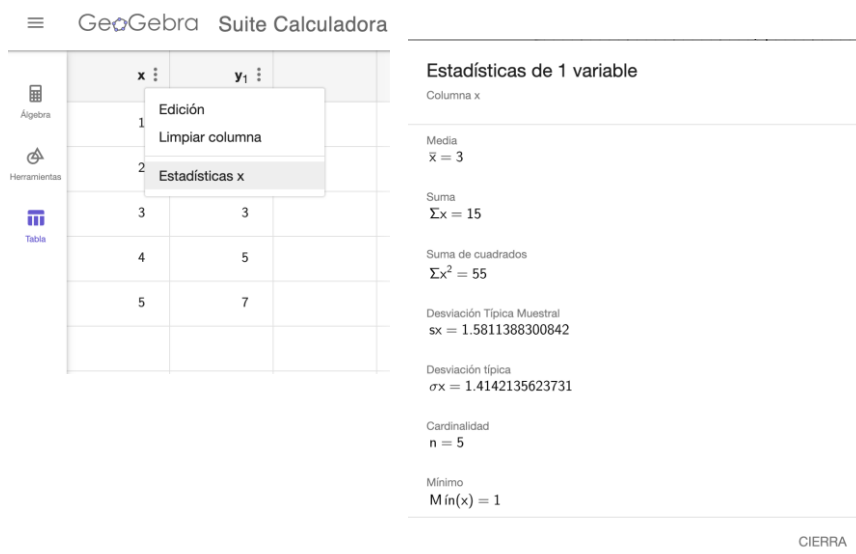 GeoGebra Suite Calculadora
x y₁
Álgebra
Herramientas
Tabla
Edición
Limpiar columna
Estadísticas x
1
2
3 3
4 5
5 7
Estadísticas de 1 variable
Columna x
Media
x̄ = 3
Suma
Σx = 15
Suma de cuadrados
Σx² = 55
Desviación Típica Muestral
sx = 1.5811388300842
Desviación típica
σx = 1.4142135623731
Cardinalidad
n = 5
Mínimo
Mín(x) = 1
CIERRA